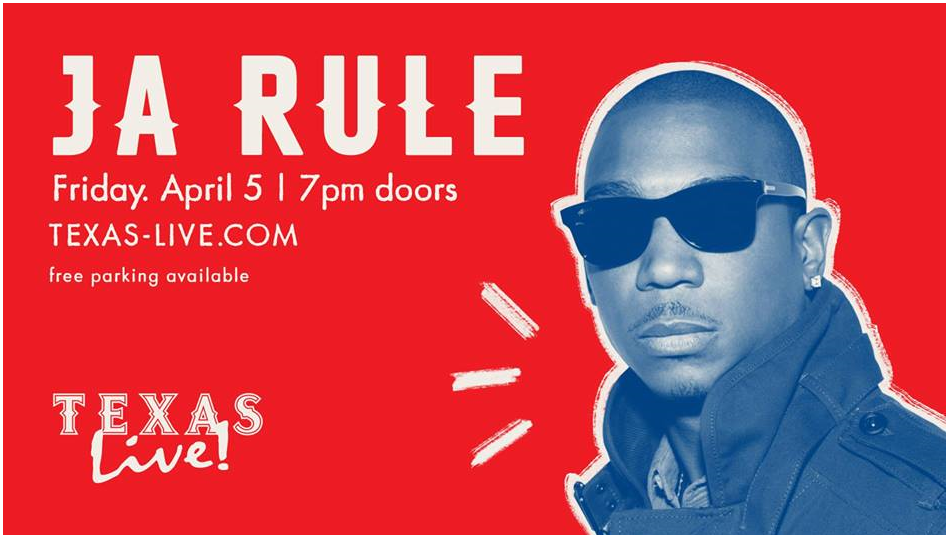 JA RULE
Friday. April 5 | 7pm doors
TEXAS-LIVE.COM
free parking available
TEXAS
Live!